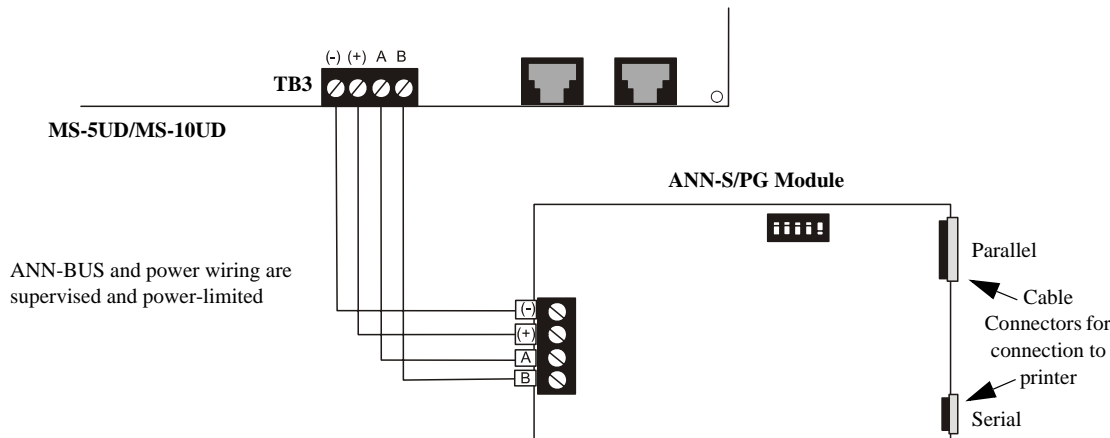 (-) (+) A B
TB3
MS-5UD/MS-10UD
ANN-S/PG Module
ANN-BUS and power wiring are
supervised and power-limited
(-)
(+)
A
B
Parallel
Cable
Connectors for
connection to
printer
Serial